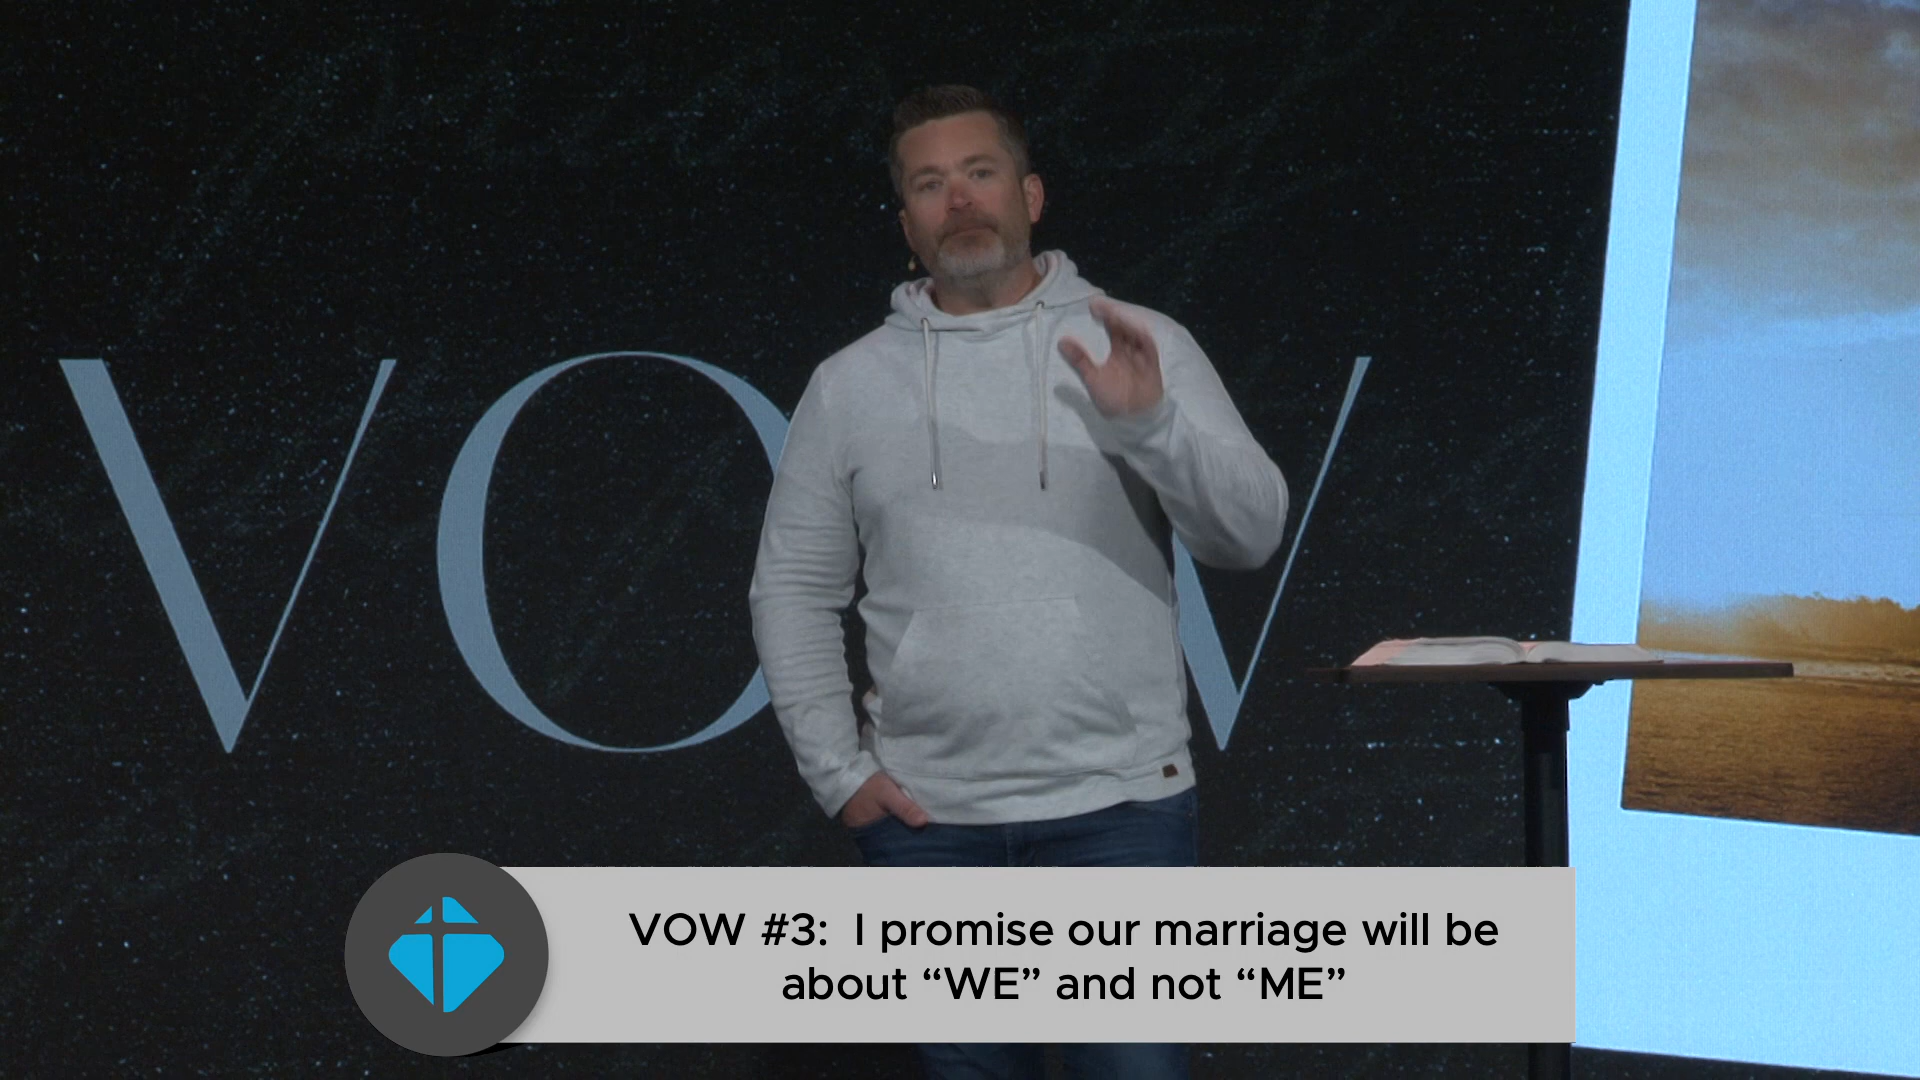 VOW
VOW #3: I promise our marriage will be
about “WE” and not “ME”